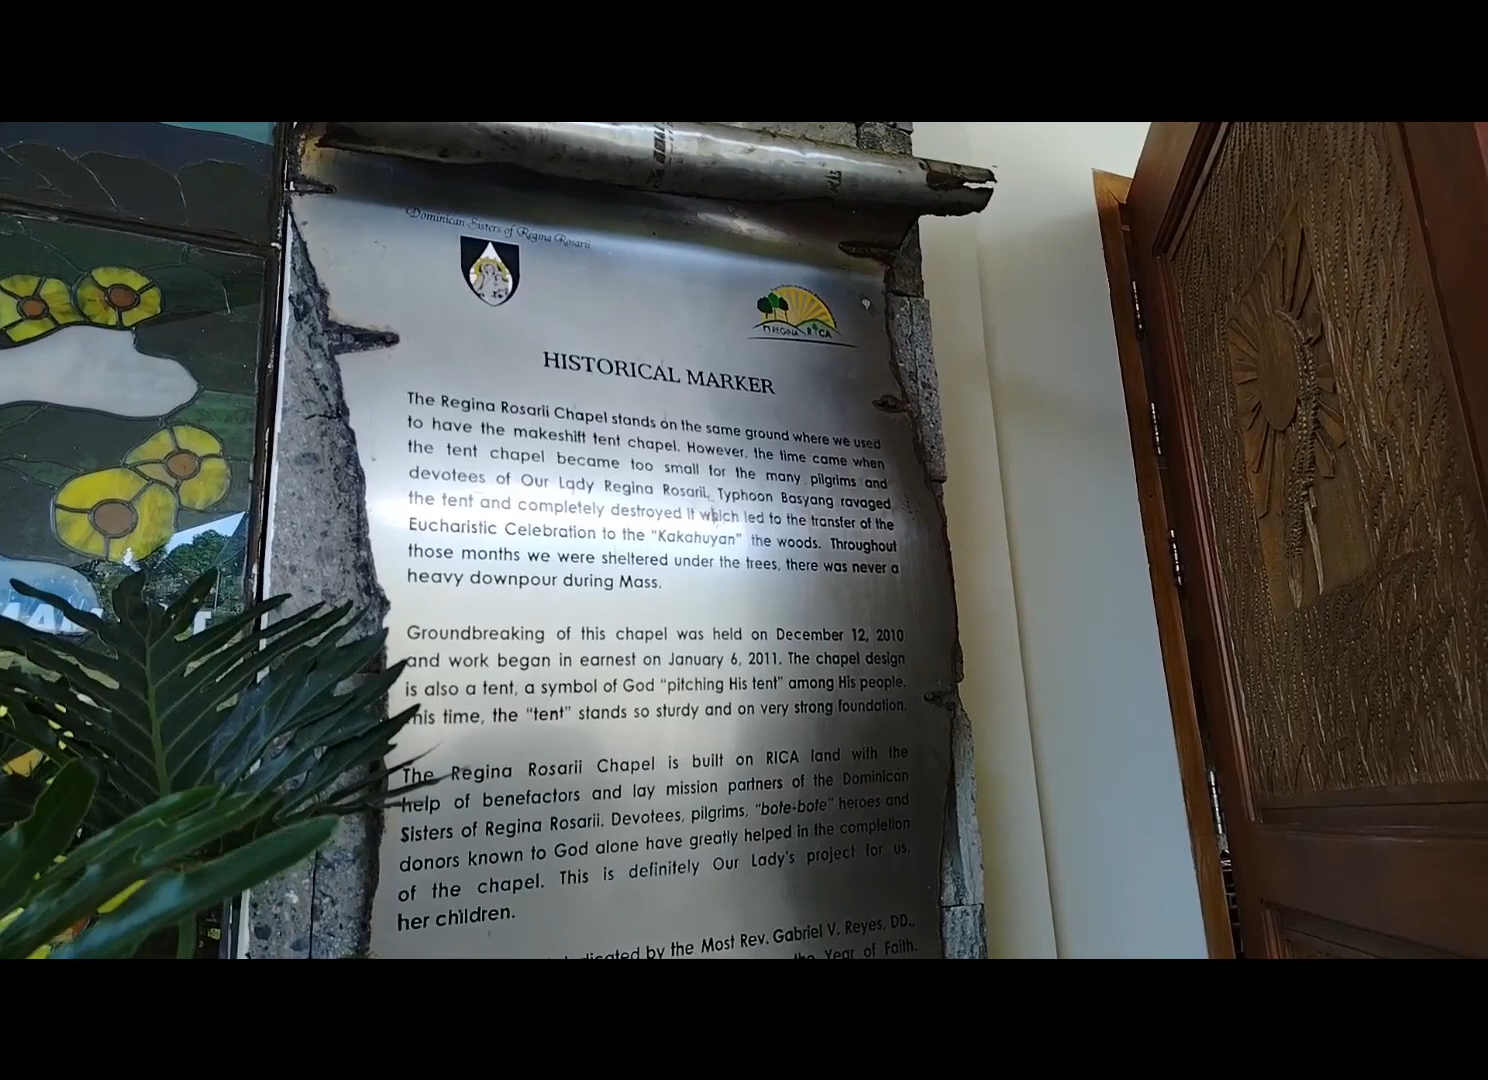 Dominican Sisters of Regina Rosarii
REGINA RICA
HISTORICAL MARKER
The Regina Rosarii Chapel stands on the same ground where we used
to have the makeshift tent chapel. However, the time came when
the tent chapel became too small for the many pilgrims and
devotees of Our Lady Regina Rosarii. Typhoon Basyang ravaged
the tent and completely destroyed it which led to the transfer of the
Eucharistic Celebration to the “Kakahuyan” the woods. Throughout
those months we were sheltered under the trees, there was never a
heavy downpour during Mass.
Groundbreaking of this chapel was held on December 12, 2010
and work began in earnest on January 6, 2011. The chapel design
is also a tent, a symbol of God “pitching His tent” among His people.
This time, the “tent” stands so sturdy and on very strong foundation.
The Regina Rosarii Chapel is built on RICA land with the
help of benefactors and lay mission partners of the Dominican
Sisters of Regina Rosarii. Devotees, pilgrims, “bote-bote” heroes and
donors known to God alone have greatly helped in the completion
of the chapel. This is definitely Our Lady's project for us,
her children.
by the Most Rev. Gabriel V. Reyes, DD.,
the Year of Faith.